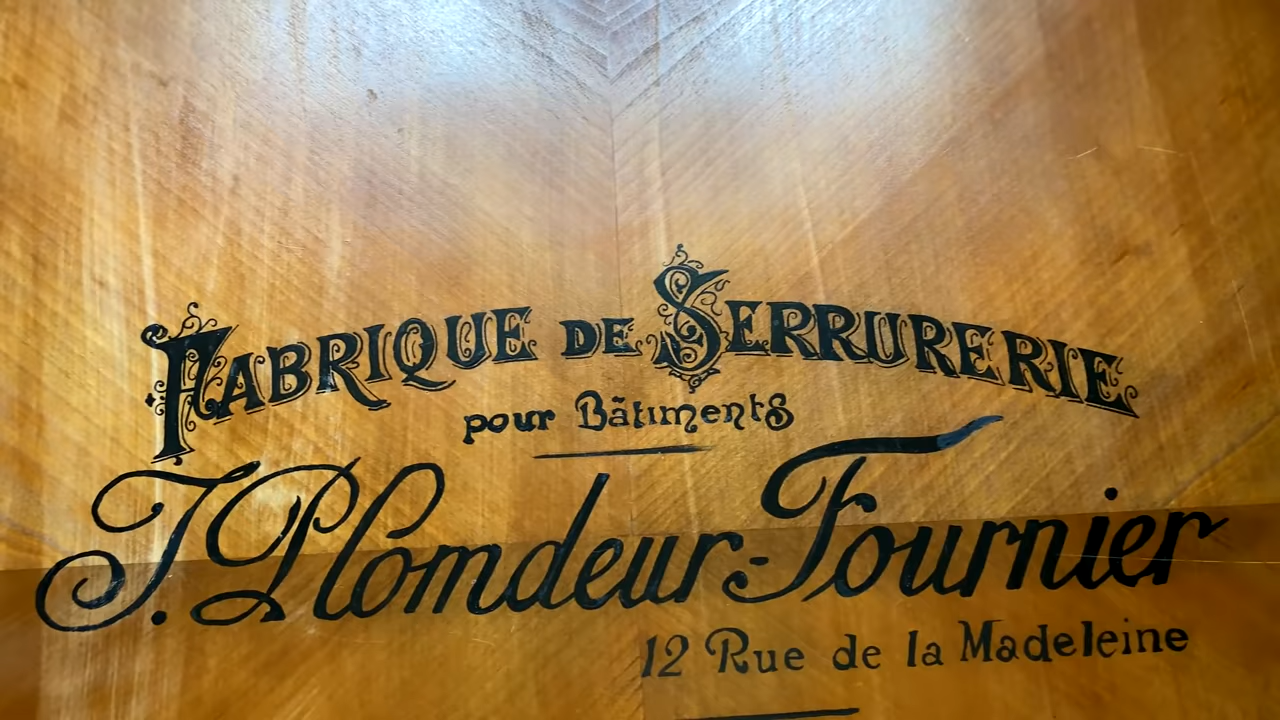 FABRIQUE DE SERRURERIE
pour Bâtiments
J. Plomdeur-Fournier
12 Rue de la Madeleine